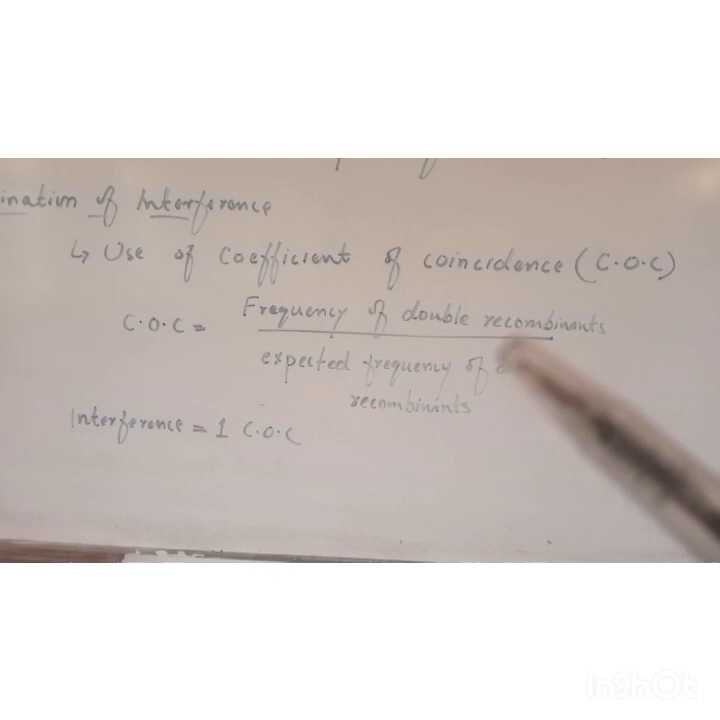 ination of Interference
↳ Use of Coefficient of coincidence (C.O.C)
C.O.C = Frequency of double recombinants
expected frequency of
recombinants
Interference = 1 C.O.C
InShOt